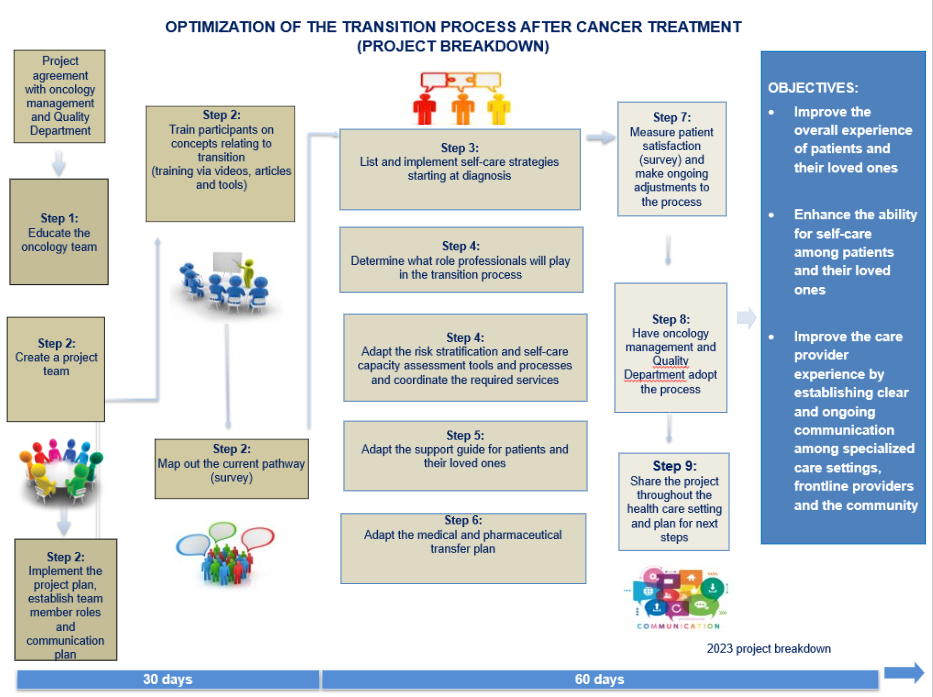 OPTIMIZATION OF THE TRANSITION PROCESS AFTER CANCER TREATMENT
(PROJECT BREAKDOWN)
Project
agreement
with oncology
management
and Quality
Department
Step 1:
Educate the
oncology team
Step 2:
Create a project
team
Step 2:
Implement the
project plan,
establish team
member roles
and
communication
plan
Step 2:
Train participants on
concepts relating to
transition
(training via videos, articles
and tools)
Step 2:
Map out the current pathway
(survey)
Step 3:
List and implement self-care strategies
starting at diagnosis
Step 4:
Determine what role professionals will play
in the transition process
Step 4:
Adapt the risk stratification and self-care
capacity assessment tools and processes
and coordinate the required services
Step 5:
Adapt the support guide for patients and
their loved ones
Step 6:
Adapt the medical and pharmaceutical
transfer plan
Step 7:
Measure patient
satisfaction
(survey) and
make ongoing
adjustments to
the process
Step 8:
Have oncology
management and
Quality
Department adopt
the process
Step 9:
Share the project
throughout the
health care setting
and plan for next
steps
COMMUNICATION
OBJECTIVES:
• Improve the
overall experience
of patients and
their loved ones
• Enhance the ability
for self-care
among patients
and their loved
ones
• Improve the care
provider
experience by
establishing clear
and ongoing
communication
among specialized
care settings,
frontline providers
and the community
2023 project breakdown
30 days
60 days